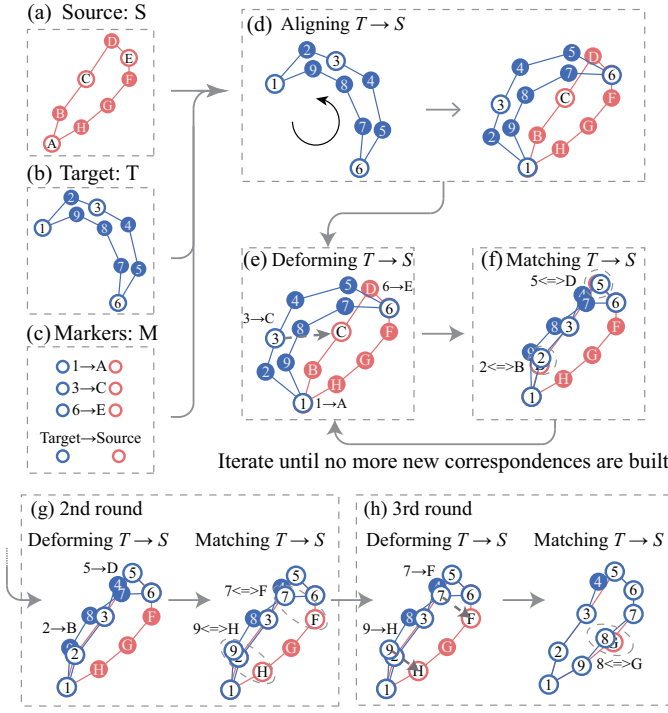 (a) Source: S
D
E
C
F
B
G
H
A
(b) Target: T
2
3
1
9
8
4
7
5
6
(c) Markers: M
1→A
3→C
6→E
Target→Source
(d) Aligning T → S
2
3
1
9
8
4
7
5
6
5
D
4
7
6
3
8
C
F
2
9
B
G
H
1
(e) Deforming T → S
5
D
6→E
4
7
6
3→C
3
8
C
F
2
9
B
G
H
1
1→A
(f) Matching T → S
5<=>D
4
5
7
6
8
3
F
9
2
G
2<=>B
H
1
Iterate until no more new correspondences are built
(g) 2nd round
Deforming T → S
5→D
5
4
7
6
8
3
F
2→B
9
2
G
H
1
Matching T → S
7<=>F
5
7
6
8
3
F
9<=>H
9
2
G
H
1
(h) 3rd round
Deforming T → S
7→F
5
7
6
8
3
F
9→H
9
2
G
H
1
Matching T → S
5
4
6
3
7
8
G
2
9
8<=>G
1